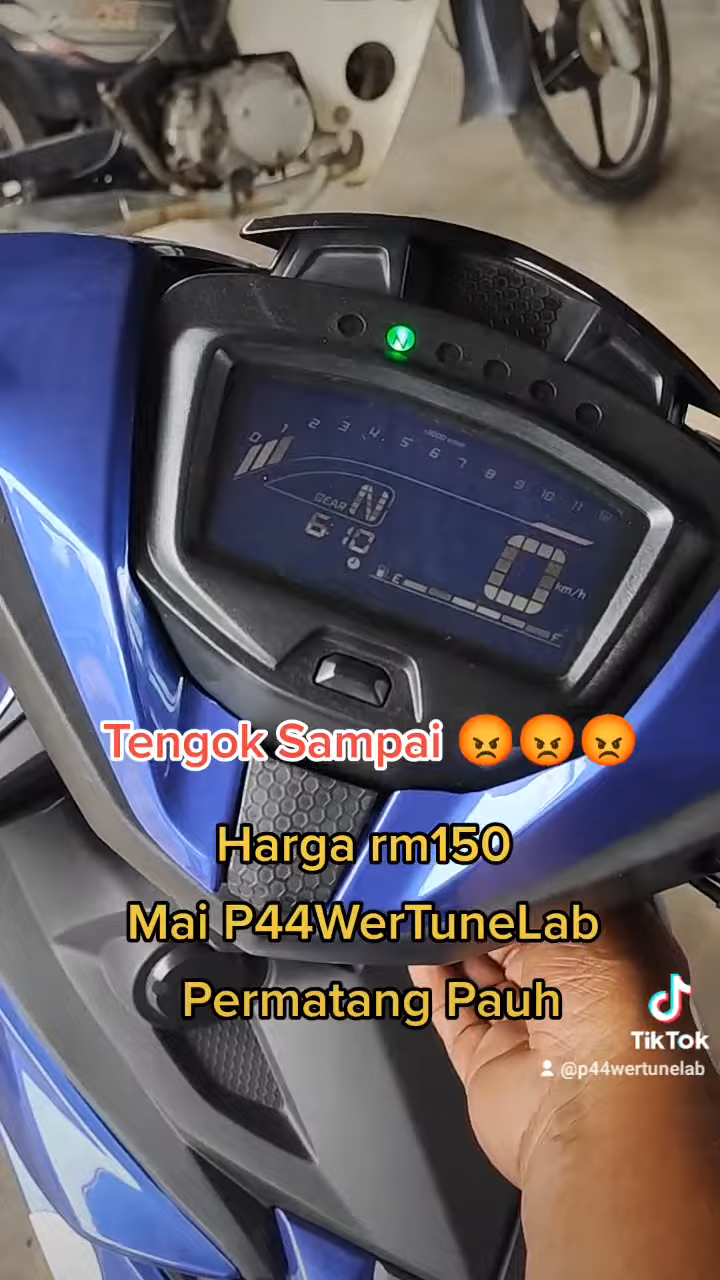 N
0 1 2 3 4 5 6 7 8 9 10 11 12
GEAR N
6:10
0 km/h
E F
Tengok Sampai 😡😡😡
Harga rm150
Mai P44WerTuneLab
Permatang Pauh
TikTok
@p44wertunelab